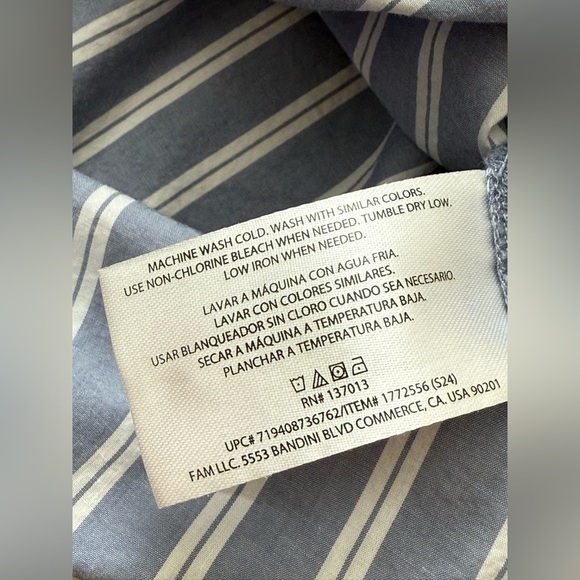 MACHINE WASH COLD. WASH WITH SIMILAR COLORS.
USE NON-CHLORINE BLEACH WHEN NEEDED. TUMBLE DRY LOW.
LOW IRON WHEN NEEDED.
LAVAR A MÁQUINA CON AGUA FRIA.
LAVAR CON COLORES SIMILARES.
USAR BLANQUEADOR SIN CLORO CUANDO SEA NECESARIO.
SECAR A MÁQUINA A TEMPERATURA BAJA.
PLANCHAR A TEMPERATURA BAJA.
RN# 137013
UPC# 719408736762/ITEM# 1772556 (S24)
FAM LLC. 5553 BANDINI BLVD COMMERCE, CA. USA 90201